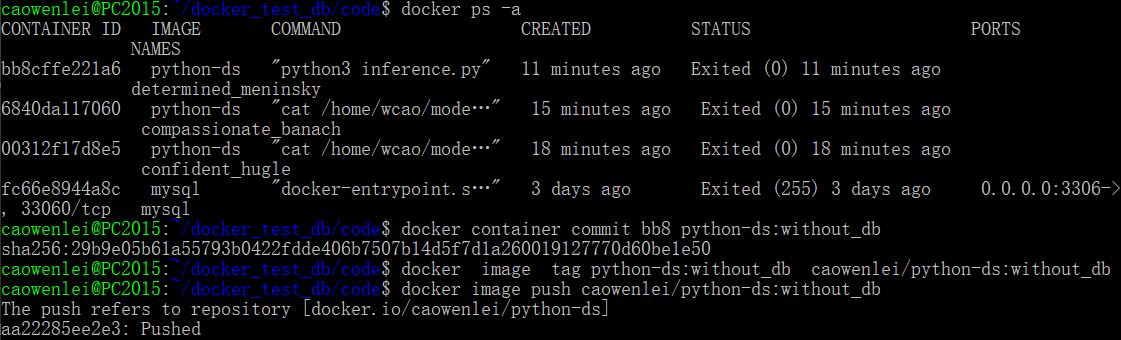 caowenlei@PC2015:~/docker_test_db/code$ docker ps -a
CONTAINER ID   IMAGE       COMMAND                  CREATED          STATUS                      PORTS
NAMES
bb8cffe221a6   python-ds   "python3 inference.py"   11 minutes ago   Exited (0) 11 minutes ago
determined_meninsky
6840da117060   python-ds   "cat /home/wcao/mode…"   15 minutes ago   Exited (0) 15 minutes ago
compassionate_banach
00312f17d8e5   python-ds   "cat /home/wcao/mode…"   18 minutes ago   Exited (0) 18 minutes ago
confident_hugle
fc66e8944a8c   mysql       "docker-entrypoint.s…"   3 days ago       Exited (255) 3 days ago     0.0.0.0:3306->
, 33060/tcp   mysql
caowenlei@PC2015:~/docker_test_db/code$ docker container commit bb8 python-ds:without_db
sha256:29b9e05b61a55793b0422fdde406b7507b14d5f7d1a260019127770d60be1e50
caowenlei@PC2015:~/docker_test_db/code$ docker  image  tag python-ds:without_db  caowenlei/python-ds:without_db
caowenlei@PC2015:~/docker_test_db/code$ docker image push caowenlei/python-ds:without_db
The push refers to repository [docker.io/caowenlei/python-ds]
aa22285ee2e3: Pushed